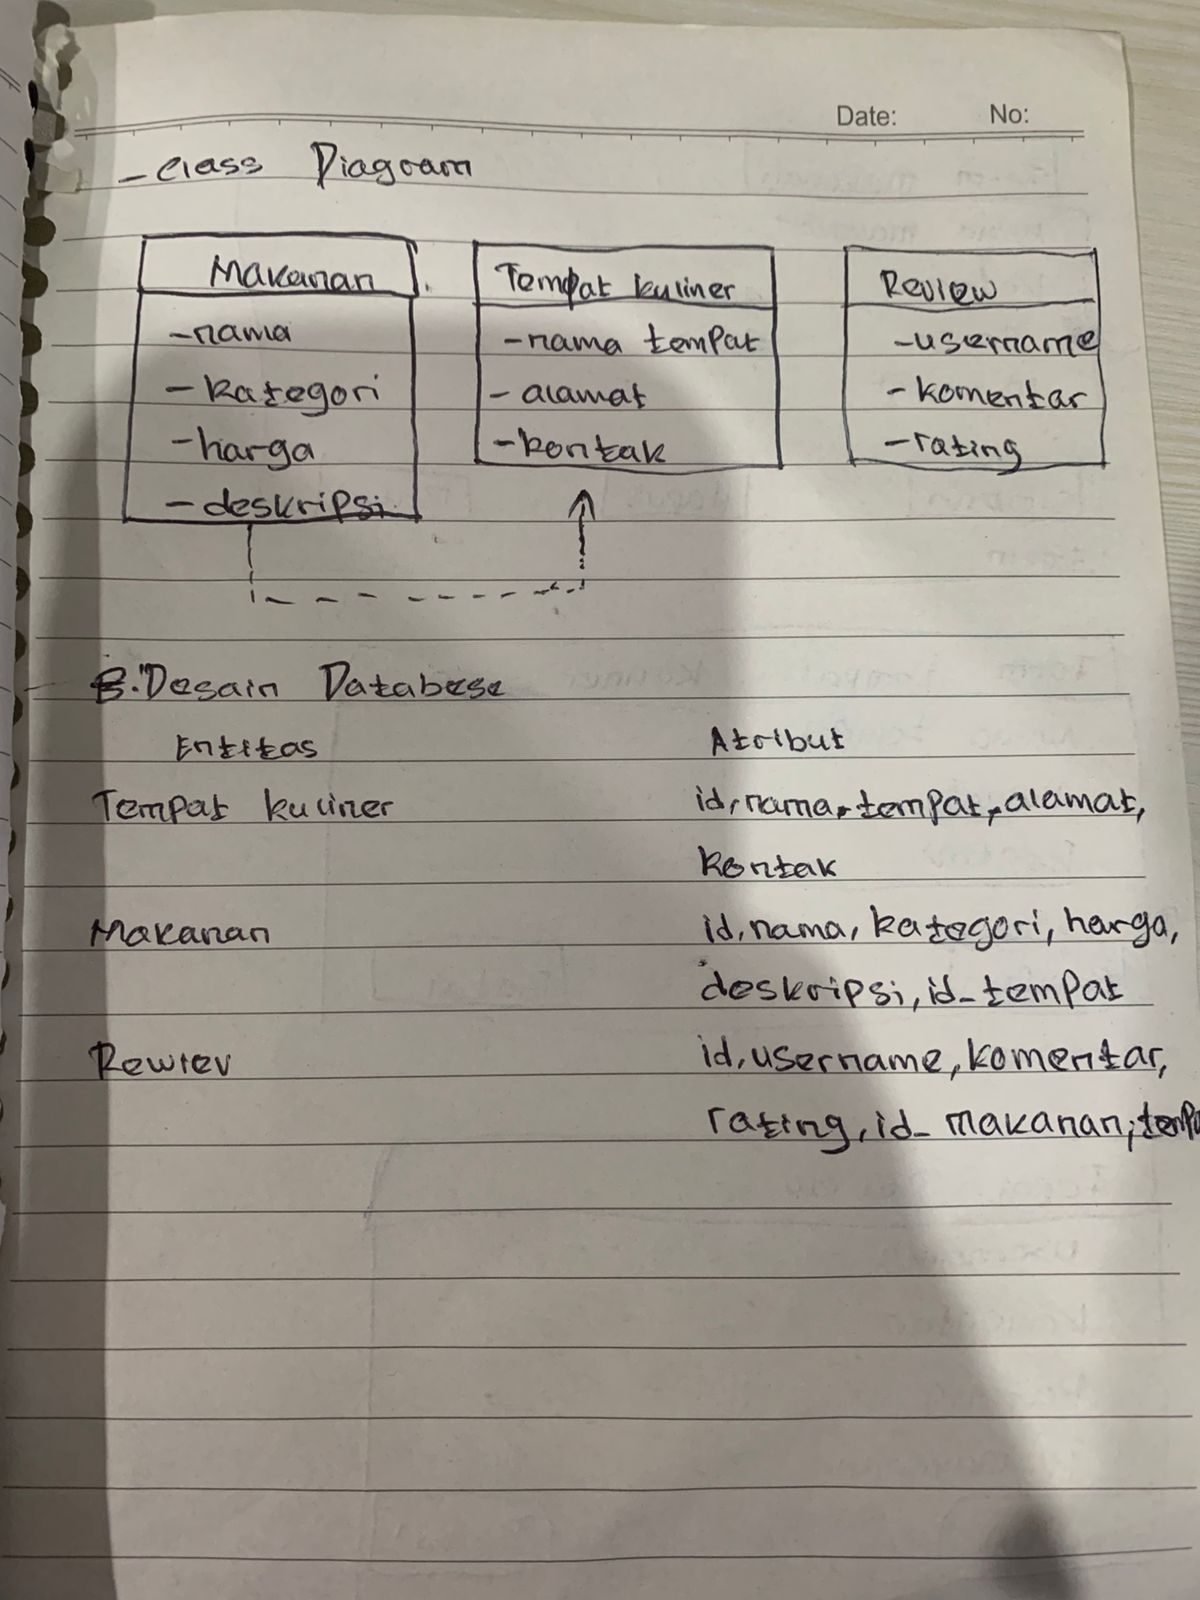 Date: No:
- Class Diagram
Makanan
- nama
- kategori
- harga
- deskripsi
Tempat kuliner
- nama tempat
- alamat
- kontak
Review
- username
- komentar
- rating
B. Desain Database
Entitas Atribut
Tempat kuliner id, nama, tempat, alamat,
kontak
Makanan id, nama, kategori, harga,
deskripsi, id_tempat
Rewiev id, username, komentar,
rating, id_makanan,